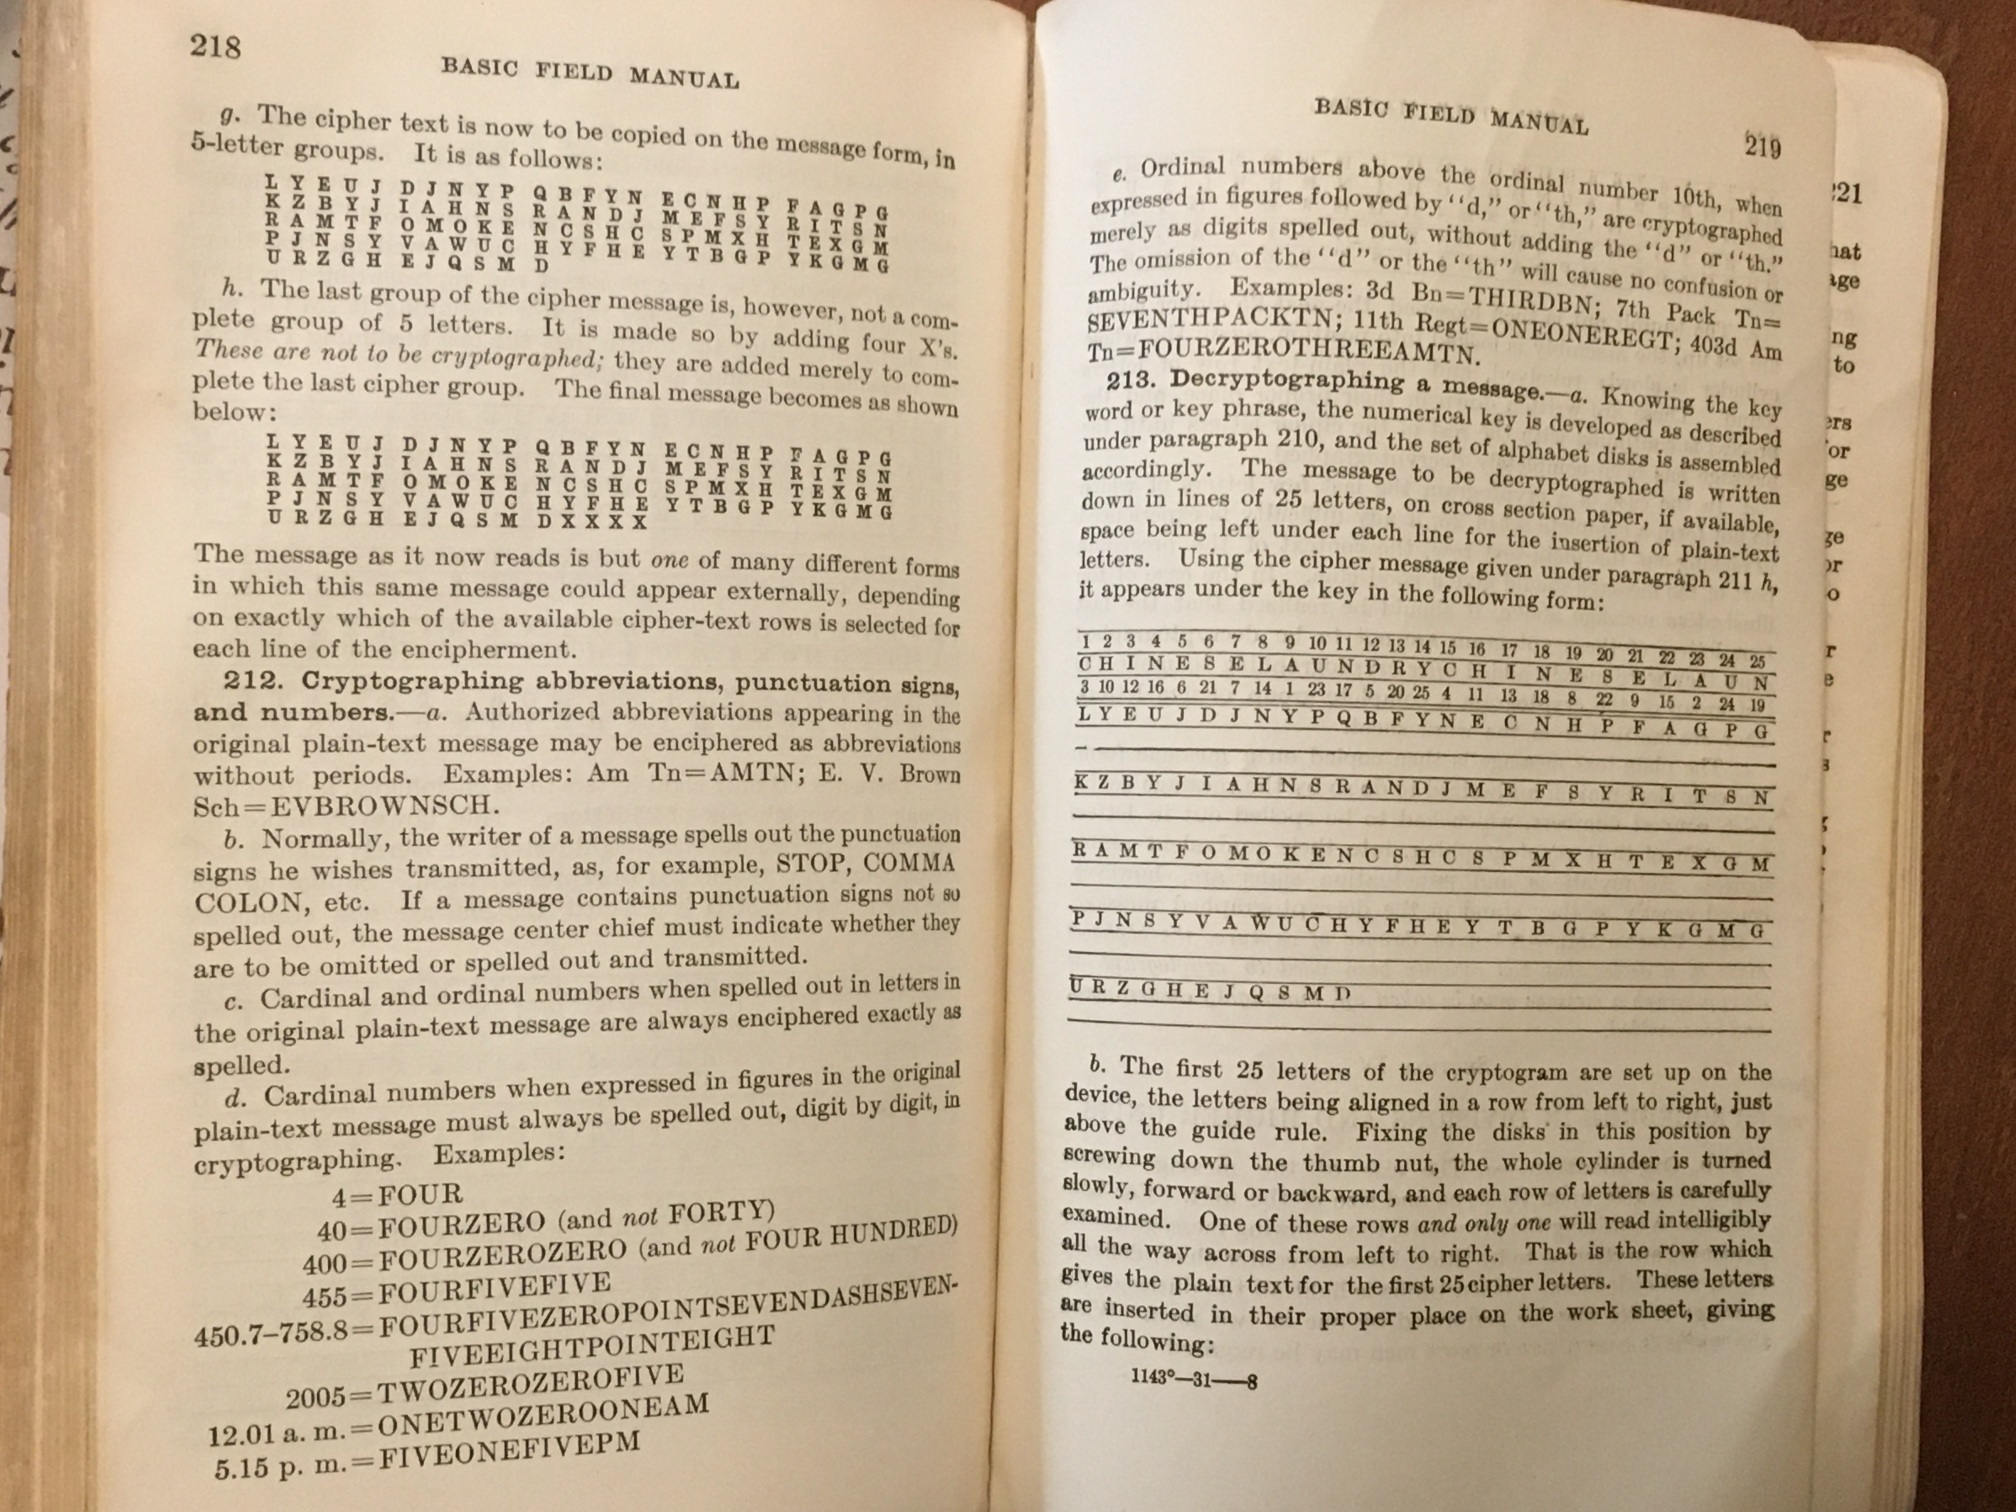 218
BASIC FIELD MANUAL
g. The cipher text is now to be copied on the message form, in
5-letter groups. It is as follows:
L Y E U J D J N Y P Q B F Y N E C N H P F A G P G
K Z B Y J I A H N S R A N D J M E F S Y R I T S N
R A M T F O M O K E N C S H C S P M X H T E X G M
P J N S Y V A W U C H Y F H E Y T B G P Y K G M G
U R Z G H E J Q S M D
h. The last group of the cipher message is, however, not a com-
plete group of 5 letters. It is made so by adding four X's.
These are not to be cryptographed; they are added merely to com-
plete the last cipher group. The final message becomes as shown
below:
L Y E U J D J N Y P Q B F Y N E C N H P F A G P G
K Z B Y J I A H N S R A N D J M E F S Y R I T S N
R A M T F O M O K E N C S H C S P M X H T E X G M
P J N S Y V A W U C H Y F H E Y T B G P Y K G M G
U R Z G H E J Q S M D X X X X
The message as it now reads is but one of many different forms
in which this same message could appear externally, depending
on exactly which of the available cipher-text rows is selected for
each line of the encipherment.
212. Cryptographing abbreviations, punctuation signs,
and numbers.—a. Authorized abbreviations appearing in the
original plain-text message may be enciphered as abbreviations
without periods. Examples: Am Tn=AMTN; E. V. Brown
Sch=EVBROWNSCH.
b. Normally, the writer of a message spells out the punctuation
signs he wishes transmitted, as, for example, STOP, COMMA
COLON, etc. If a message contains punctuation signs not so
spelled out, the message center chief must indicate whether they
are to be omitted or spelled out and transmitted.
c. Cardinal and ordinal numbers when spelled out in letters in
the original plain-text message are always enciphered exactly as
spelled.
d. Cardinal numbers when expressed in figures in the original
plain-text message must always be spelled out, digit by digit, in
cryptographing. Examples:
4=FOUR
40=FOURZERO (and not FORTY)
400=FOURZEROZERO (and not FOUR HUNDRED)
455=FOURFIVEFIVE
450.7–758.8=FOURFIVEZEROPOINTSEVENDASHSEVEN-
FIVEEIGHTPOINTEIGHT
2005=TWOZEROZEROFIVE
12.01 a. m.=ONETWOZEROONEAM
5.15 p. m.=FIVEONEFIVEPM
BASIC FIELD MANUAL
219
e. Ordinal numbers above the ordinal number 10th, when
expressed in figures followed by "d," or "th," are cryptographed
merely as digits spelled out, without adding the "d" or "th."
The omission of the "d" or the "th" will cause no confusion or
ambiguity. Examples: 3d Bn=THIRDBN; 7th Pack Tn=
SEVENTHPACKTN; 11th Regt=ONEONEREGT; 403d Am
Tn=FOURZEROTHREEAMTN.
213. Decryptographing a message.—a. Knowing the key
word or key phrase, the numerical key is developed as described
under paragraph 210, and the set of alphabet disks is assembled
accordingly. The message to be decryptographed is written
down in lines of 25 letters, on cross section paper, if available,
space being left under each line for the insertion of plain-text
letters. Using the cipher message given under paragraph 211 h,
it appears under the key in the following form:
1 2 3 4 5 6 7 8 9 10 11 12 13 14 15 16 17 18 19 20 21 22 23 24 25
C H I N E S E L A U N D R Y C H I N E S E L A U N
3 10 12 16 6 21 7 14 1 23 17 5 20 25 4 11 13 18 8 22 9 15 2 24 19
L Y E U J D J N Y P Q B F Y N E C N H P F A G P G
K Z B Y J I A H N S R A N D J M E F S Y R I T S N
R A M T F O M O K E N C S H C S P M X H T E X G M
P J N S Y V A W U C H Y F H E Y T B G P Y K G M G
U R Z G H E J Q S M D
b. The first 25 letters of the cryptogram are set up on the
device, the letters being aligned in a row from left to right, just
above the guide rule. Fixing the disks in this position by
screwing down the thumb nut, the whole cylinder is turned
slowly, forward or backward, and each row of letters is carefully
examined. One of these rows and only one will read intelligibly
all the way across from left to right. That is the row which
gives the plain text for the first 25 cipher letters. These letters
are inserted in their proper place on the work sheet, giving
the following:
1143°—31——8